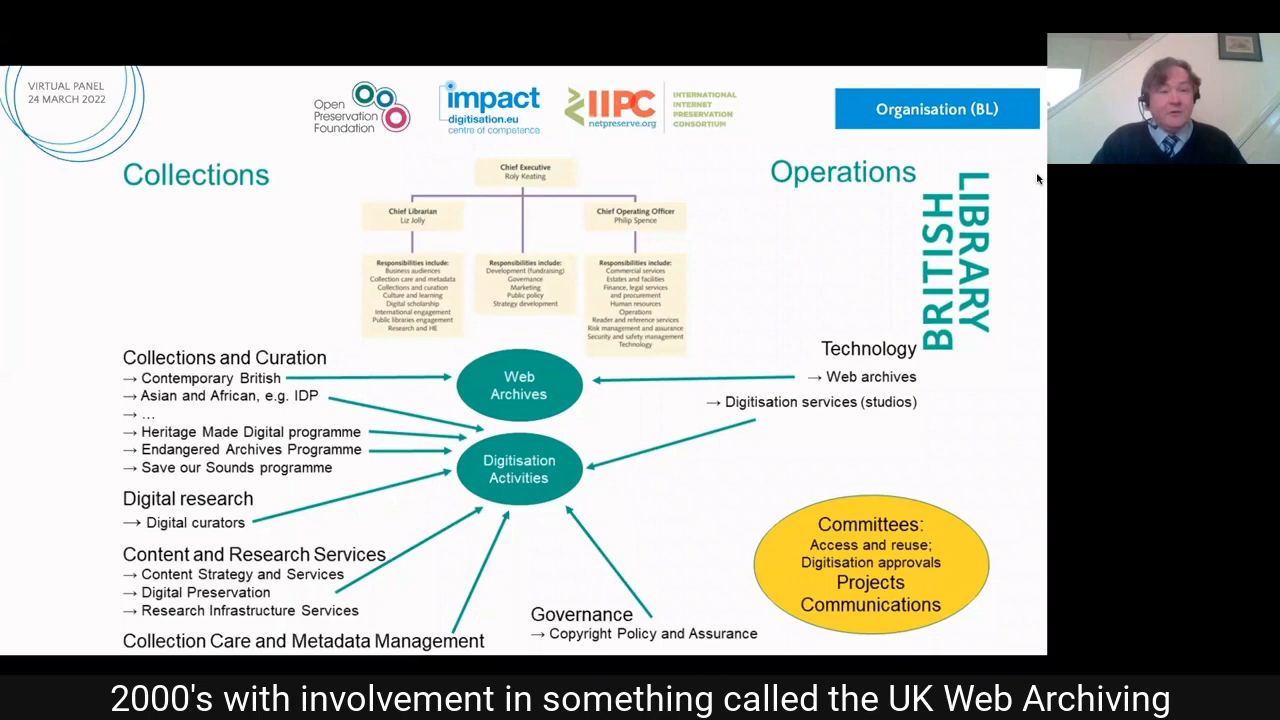 VIRTUAL PANEL
24 MARCH 2022
Open
Preservation
Foundation
impact
digitisation.eu
centre of competence
IIPC
netpreserve.org
INTERNATIONAL
INTERNET
PRESERVATION
CONSORTIUM
Organisation (BL)
Collections
Operations
BRITISH
LIBRARY
Chief Executive
Roly Keating
Chief Librarian
Liz Jolly
Chief Operating Officer
Philip Spence
Responsibilities include:
Business audiences
Collection care and metadata
Collections and curation
Culture and learning
Digital scholarship
International engagement
Public libraries engagement
Research and HE
Responsibilities include:
Development (fundraising)
Governance
Marketing
Public policy
Strategy development
Responsibilities include:
Commercial services
Estates and facilities
Finance, legal services
and procurement
Human resources
Operations
Reader and reference services
Risk management and assurance
Security and safety management
Technology
Collections and Curation
→ Contemporary British
→ Asian and African, e.g. IDP
→ ...
→ Heritage Made Digital programme
→ Endangered Archives Programme
→ Save our Sounds programme
Digital research
→ Digital curators
Content and Research Services
→ Content Strategy and Services
→ Digital Preservation
→ Research Infrastructure Services
Collection Care and Metadata Management
Web
Archives
Digitisation
Activities
Technology
→ Web archives
→ Digitisation services (studios)
Governance
→ Copyright Policy and Assurance
Committees:
Access and reuse;
Digitisation approvals
Projects
Communications
2000's with involvement in something called the UK Web Archiving